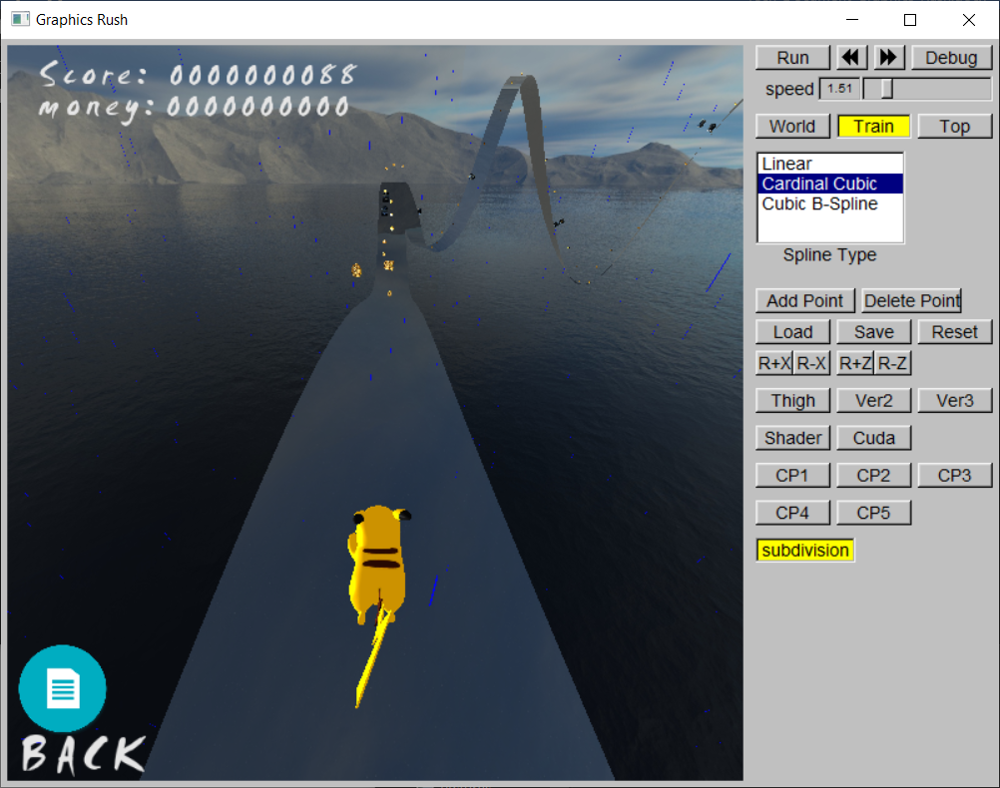 Graphics Rush
Score: 0000000088
money: 0000000000
BACK
Run Debug
speed 1.51
World Train Top
Linear
Cardinal Cubic
Cubic B-Spline
Spline Type
Add Point Delete Point
Load Save Reset
R+X R-X R+Z R-Z
Thigh Ver2 Ver3
Shader Cuda
CP1 CP2 CP3
CP4 CP5
subdivision